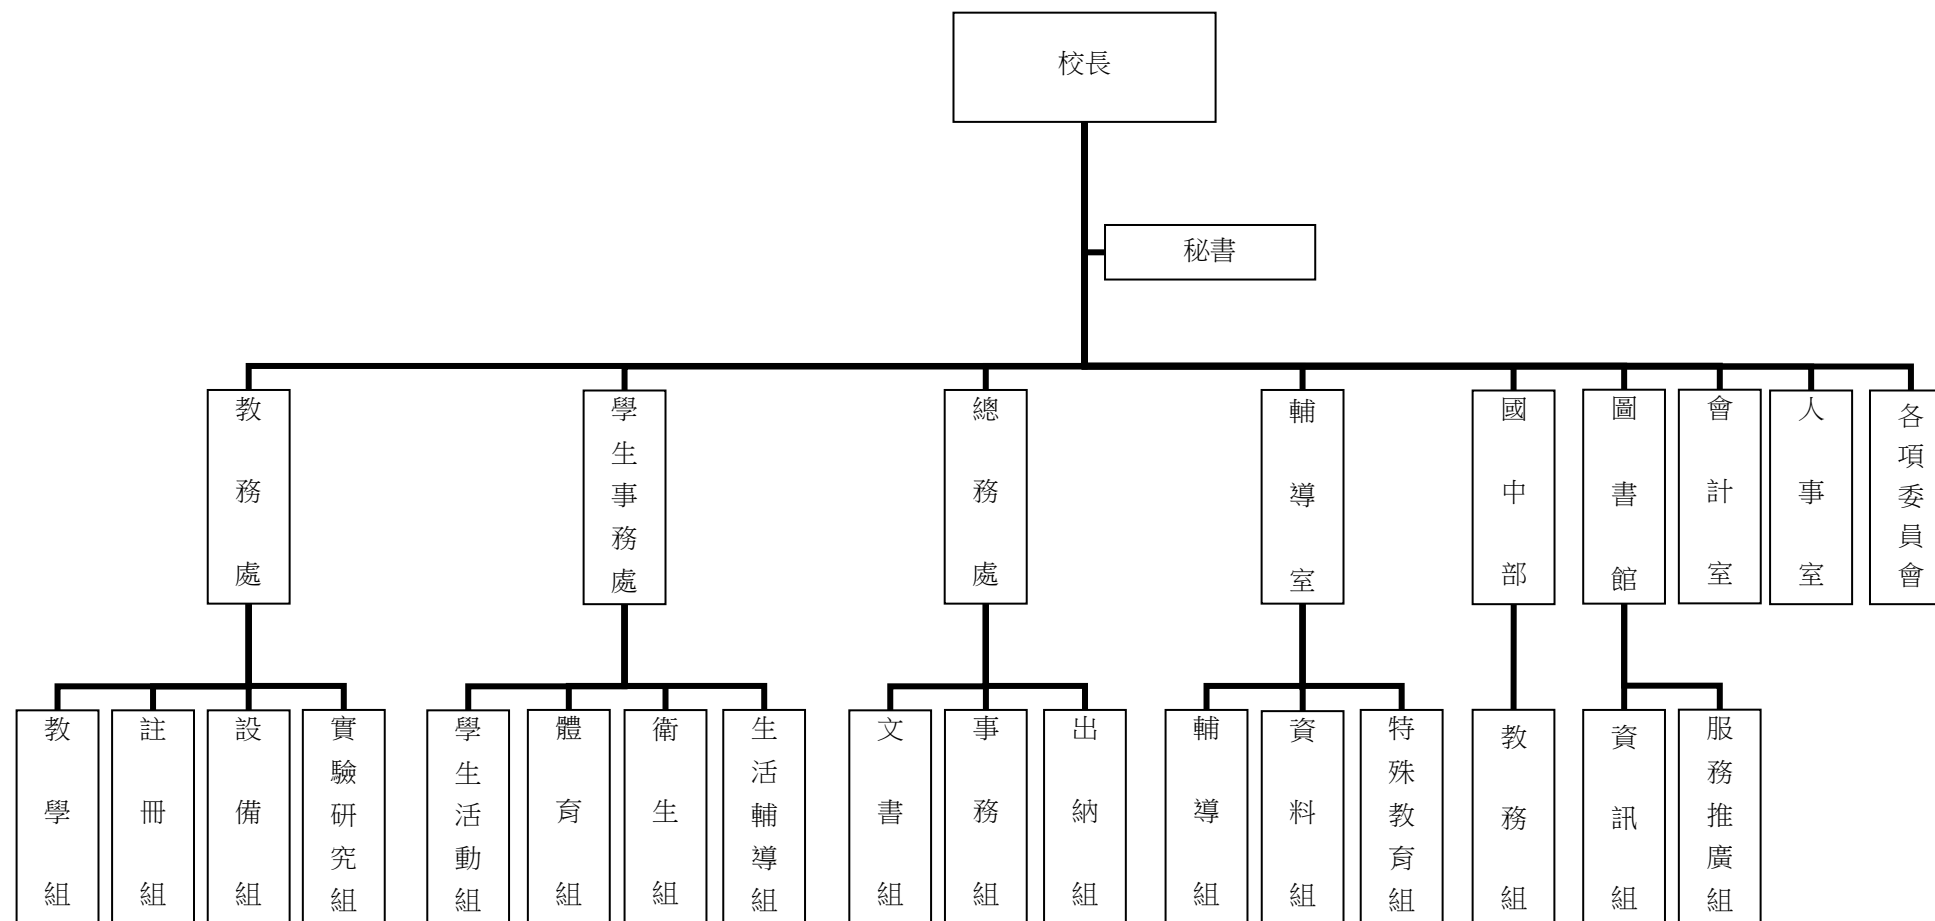 校長
秘書
教務處
學生事務處
總務處
輔導室
國中部
圖書館
會計室
人事室
各項委員會
教學組
註冊組
設備組
實驗研究組
學生活動組
體育組
衛生組
生活輔導組
文書組
事務組
出納組
輔導組
資料組
特殊教育組
教務組
資訊組
服務推廣組